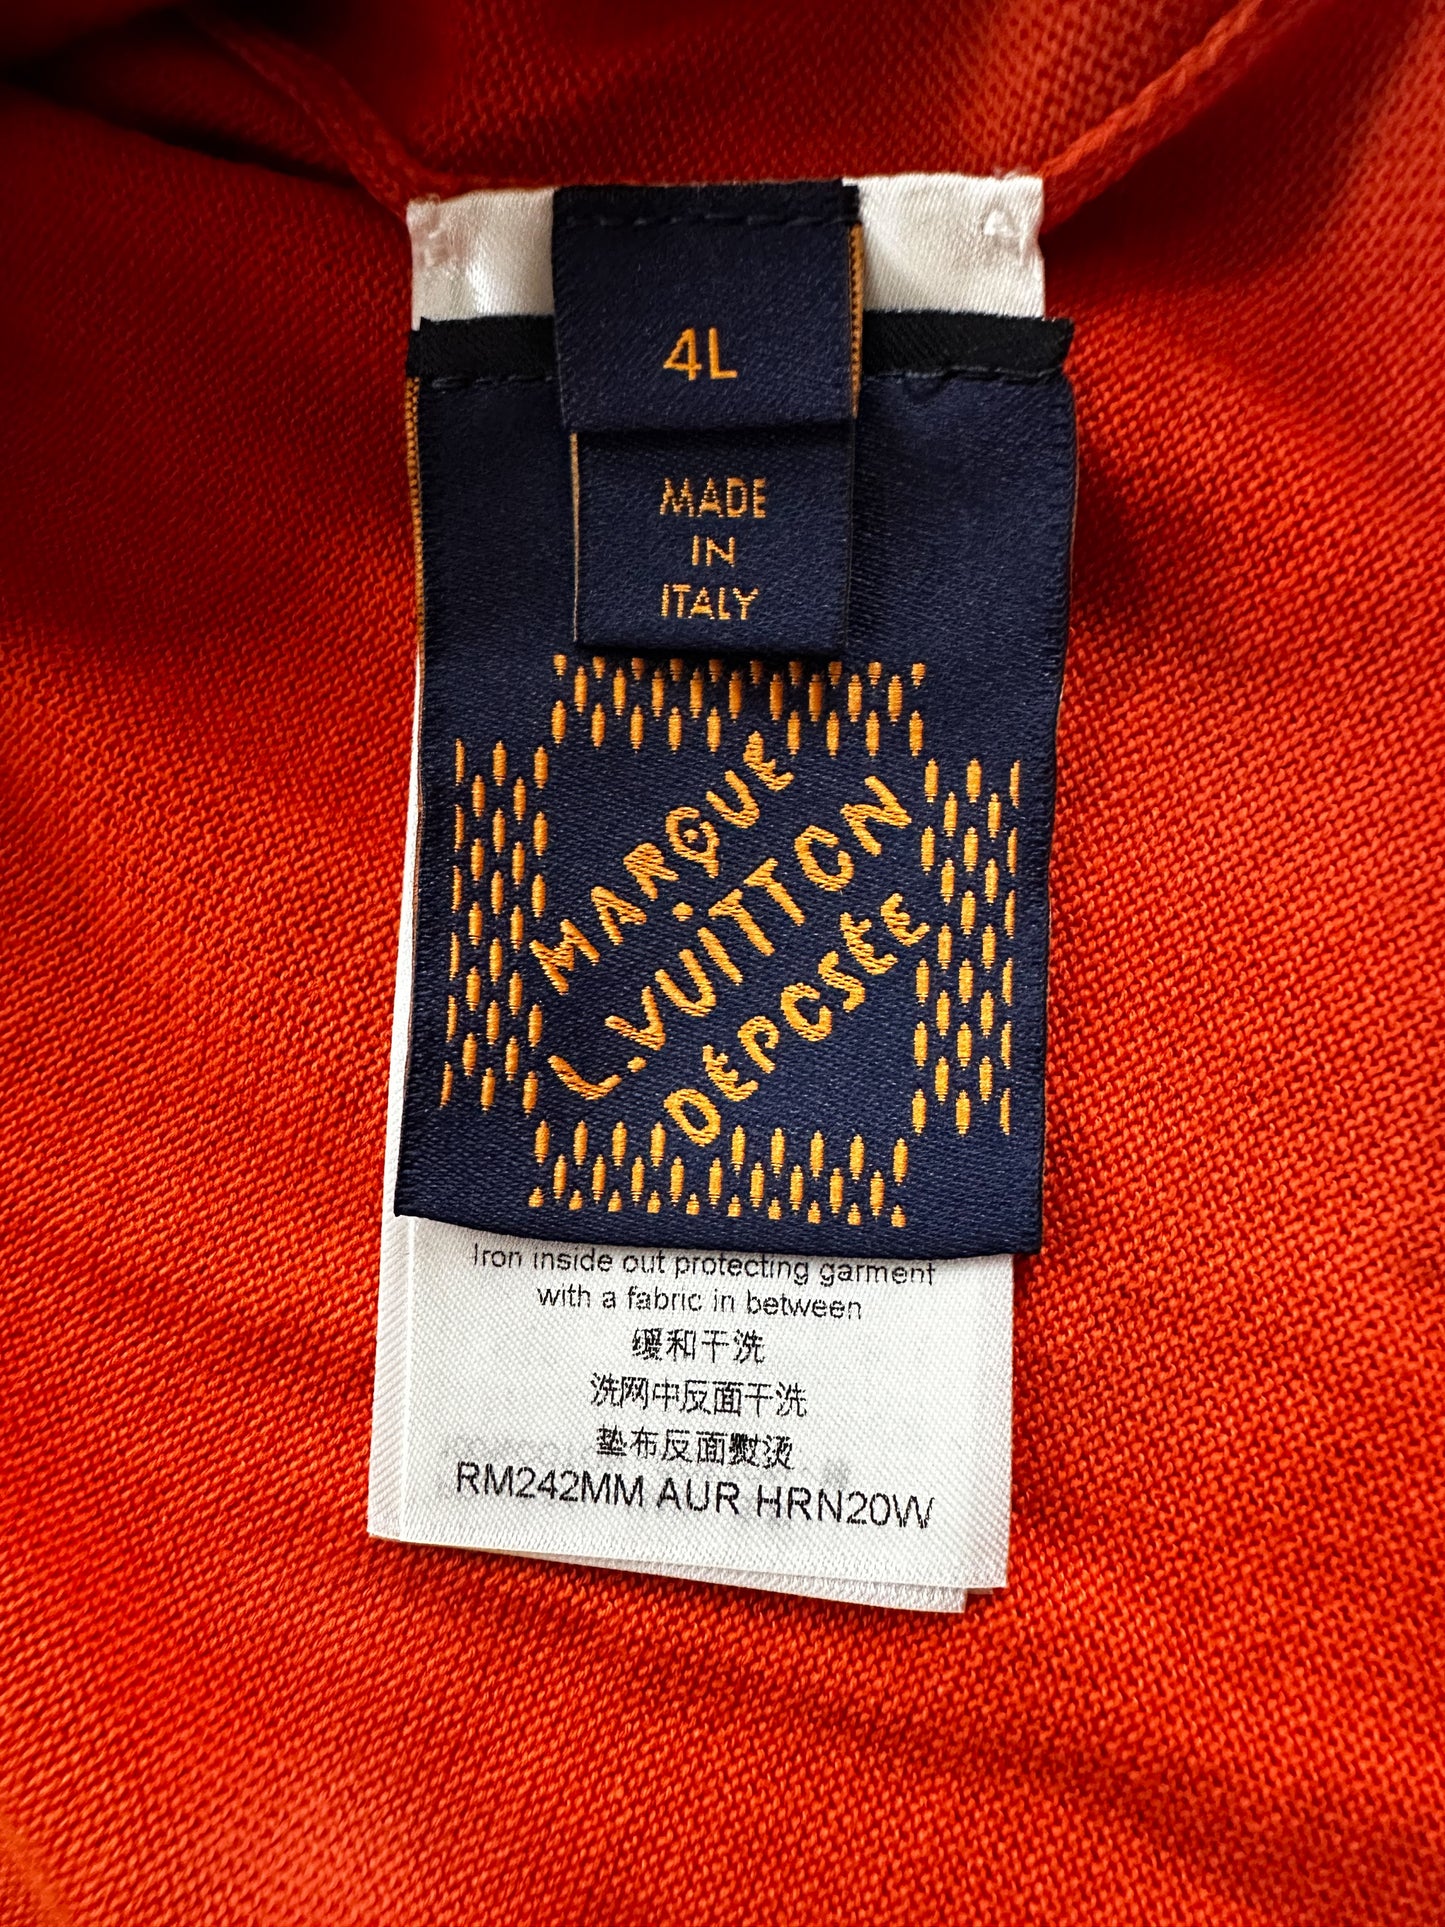 4L
MADE
IN
ITALY
MARQUE
L.VUITTON
DÉPOSÉE
Iron inside out protecting garment
with a fabric in between
缓和干洗
洗网中反面干洗
垫布反面熨烫
RM242MM AUR HRN20W